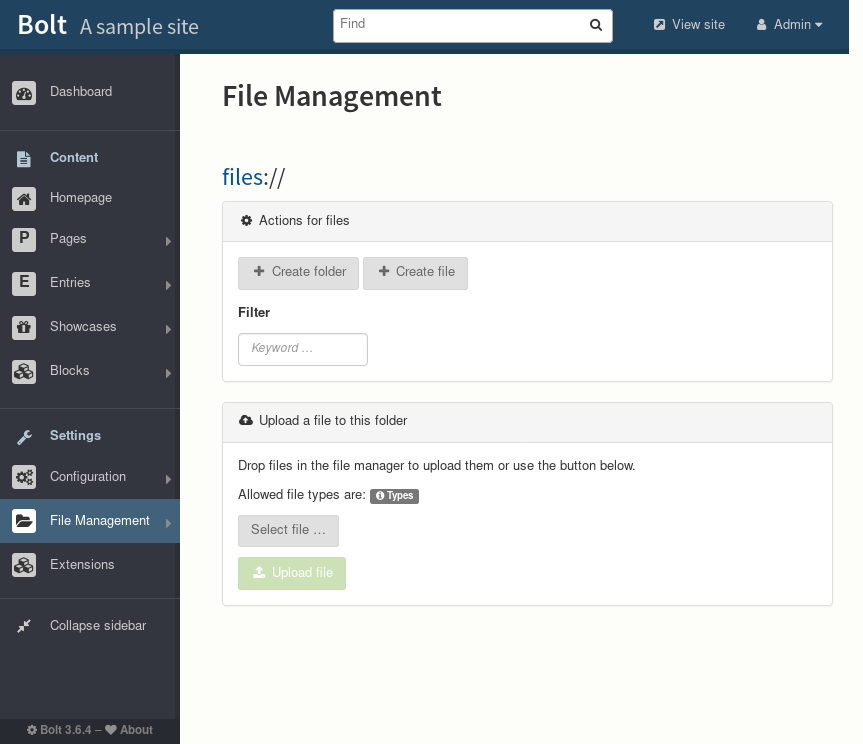 Bolt A sample site
Find
View site
Admin
Dashboard
Content
Homepage
P Pages
E Entries
Showcases
Blocks
Settings
Configuration
File Management
Extensions
Collapse sidebar
Bolt 3.6.4 – About
File Management
files://
Actions for files
Create folder Create file
Filter
Keyword …
Upload a file to this folder
Drop files in the file manager to upload them or use the button below.
Allowed file types are: Types
Select file …
Upload file